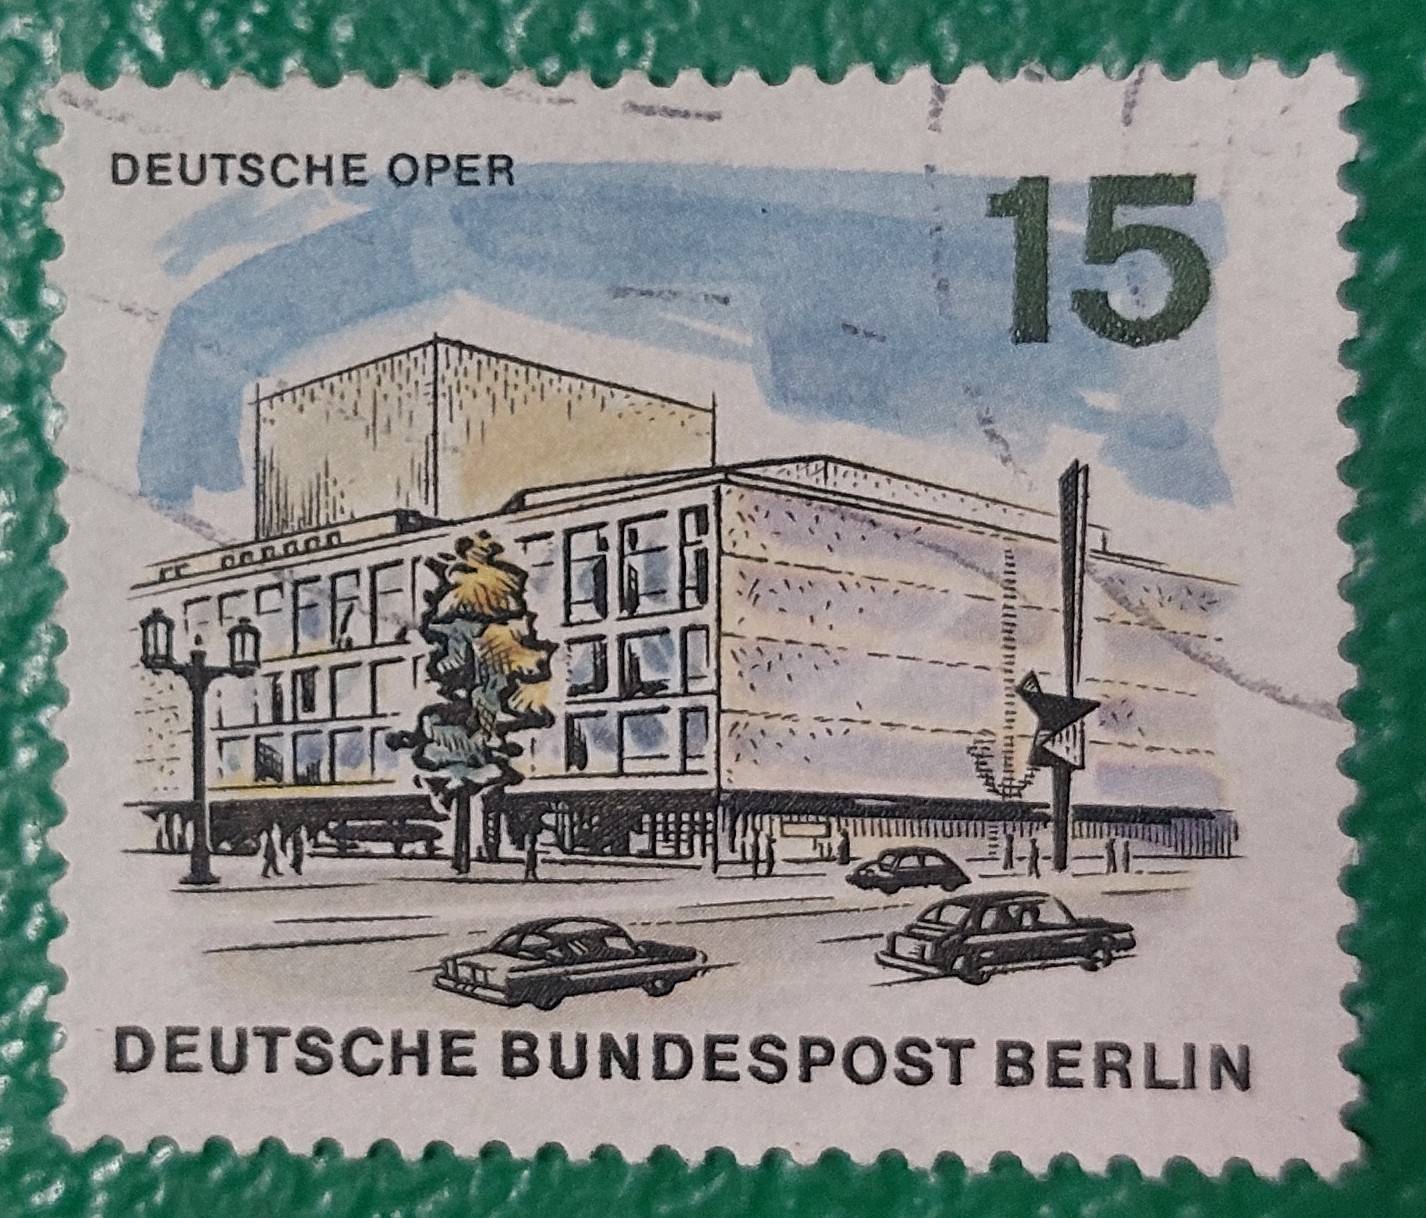 DEUTSCHE OPER
15
DEUTSCHE BUNDESPOST BERLIN